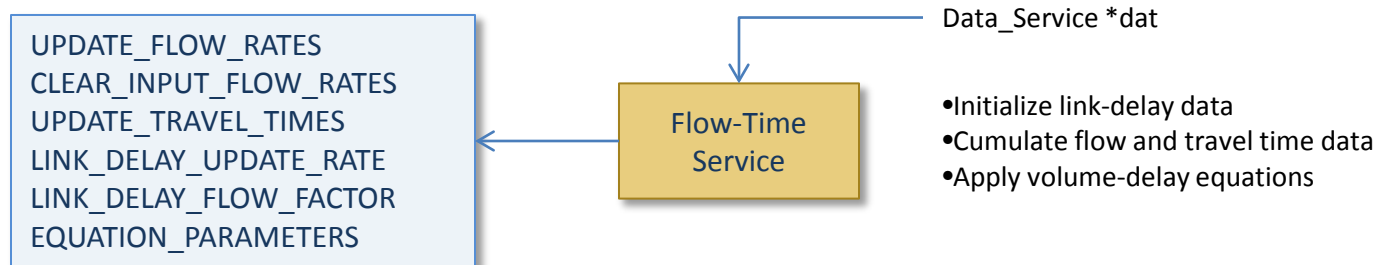 UPDATE_FLOW_RATES
CLEAR_INPUT_FLOW_RATES
UPDATE_TRAVEL_TIMES
LINK_DELAY_UPDATE_RATE
LINK_DELAY_FLOW_FACTOR
EQUATION_PARAMETERS
Flow-Time
Service
Data_Service *dat
•Initialize link-delay data
•Cumulate flow and travel time data
•Apply volume-delay equations